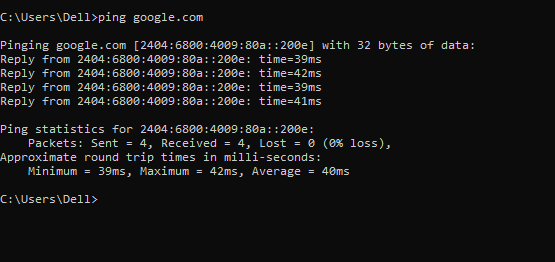 C:\Users\Dell>ping google.com
Pinging google.com [2404:6800:4009:80a::200e] with 32 bytes of data:
Reply from 2404:6800:4009:80a::200e: time=39ms
Reply from 2404:6800:4009:80a::200e: time=42ms
Reply from 2404:6800:4009:80a::200e: time=39ms
Reply from 2404:6800:4009:80a::200e: time=41ms
Ping statistics for 2404:6800:4009:80a::200e:
    Packets: Sent = 4, Received = 4, Lost = 0 (0% loss),
Approximate round trip times in milli-seconds:
    Minimum = 39ms, Maximum = 42ms, Average = 40ms
C:\Users\Dell>